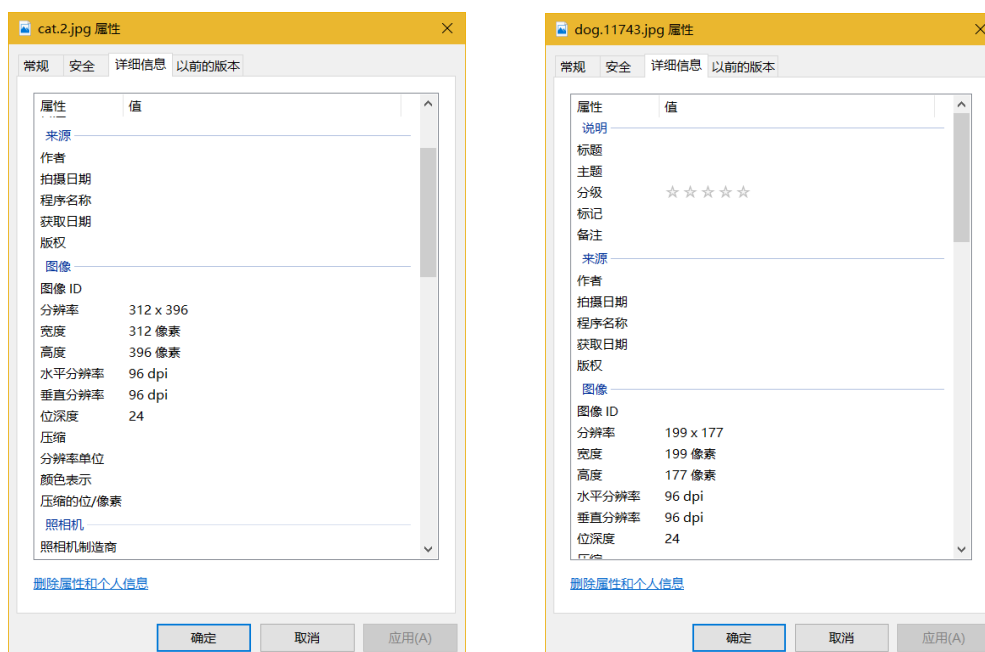 cat.2.jpg 属性
常规 安全 详细信息 以前的版本
属性 值
来源
作者
拍摄日期
程序名称
获取日期
版权
图像
图像 ID
分辨率 312 x 396
宽度 312 像素
高度 396 像素
水平分辨率 96 dpi
垂直分辨率 96 dpi
位深度 24
压缩
分辨率单位
颜色表示
压缩的位/像素
照相机
照相机制造商
删除属性和个人信息
确定 取消 应用(A)
dog.11743.jpg 属性
常规 安全 详细信息 以前的版本
属性 值
说明
标题
主题
分级 ☆ ☆ ☆ ☆ ☆
标记
备注
来源
作者
拍摄日期
程序名称
获取日期
版权
图像
图像 ID
分辨率 199 x 177
宽度 199 像素
高度 177 像素
水平分辨率 96 dpi
垂直分辨率 96 dpi
位深度 24
删除属性和个人信息
确定 取消 应用(A)